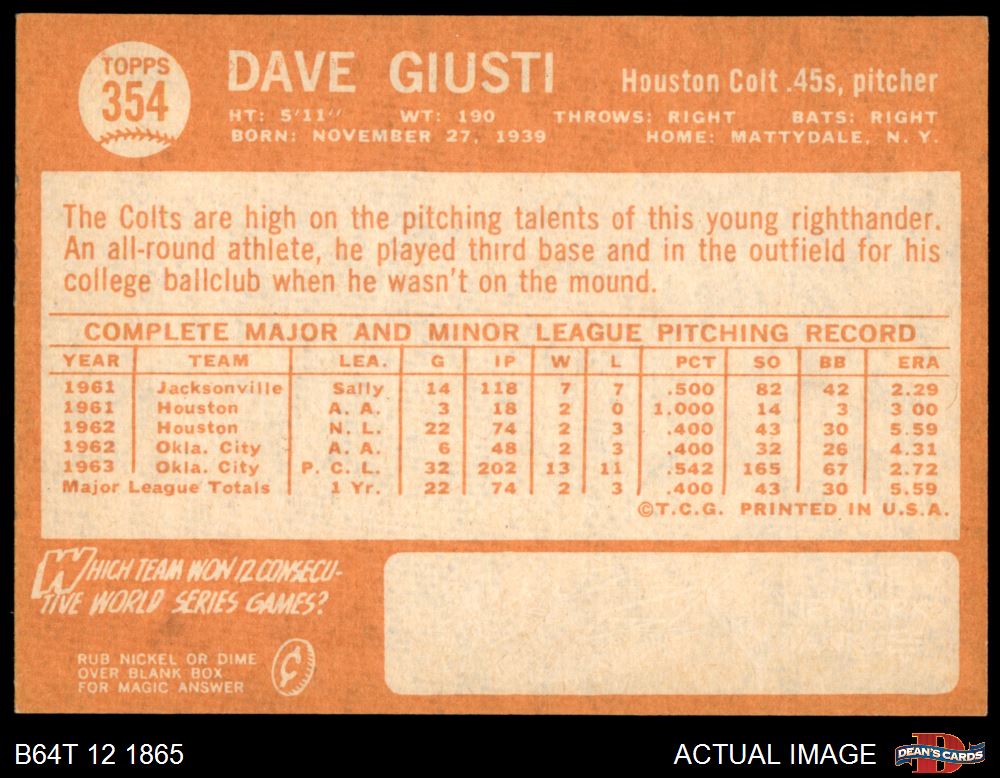 TOPPS
354
DAVE GIUSTI
Houston Colt .45s, pitcher
HT: 5'11" WT: 190 THROWS: RIGHT BATS: RIGHT
BORN: NOVEMBER 27, 1939 HOME: MATTYDALE, N. Y.
The Colts are high on the pitching talents of this young righthander.
An all-round athlete, he played third base and in the outfield for his
college ballclub when he wasn't on the mound.
COMPLETE MAJOR AND MINOR LEAGUE PITCHING RECORD
YEAR TEAM LEA. G IP W L PCT SO BB ERA
1961 Jacksonville Sally 14 118 7 7 .500 82 42 2.29
1961 Houston A. A. 3 18 2 0 1.000 14 3 3 00
1962 Houston N. L. 22 74 2 3 .400 43 30 5.59
1962 Okla. City A. A. 6 48 2 3 .400 32 26 4.31
1963 Okla. City P. C. L. 32 202 13 11 .542 165 67 2.72
Major League Totals 1 Yr. 22 74 2 3 .400 43 30 5.59
©T.C.G. PRINTED IN U.S.A.
WHICH TEAM WON 12 CONSECU-
TIVE WORLD SERIES GAMES?
RUB NICKEL OR DIME
OVER BLANK BOX
FOR MAGIC ANSWER
¢
B64T 12 1865
ACTUAL IMAGE
DEAN'S CARDS